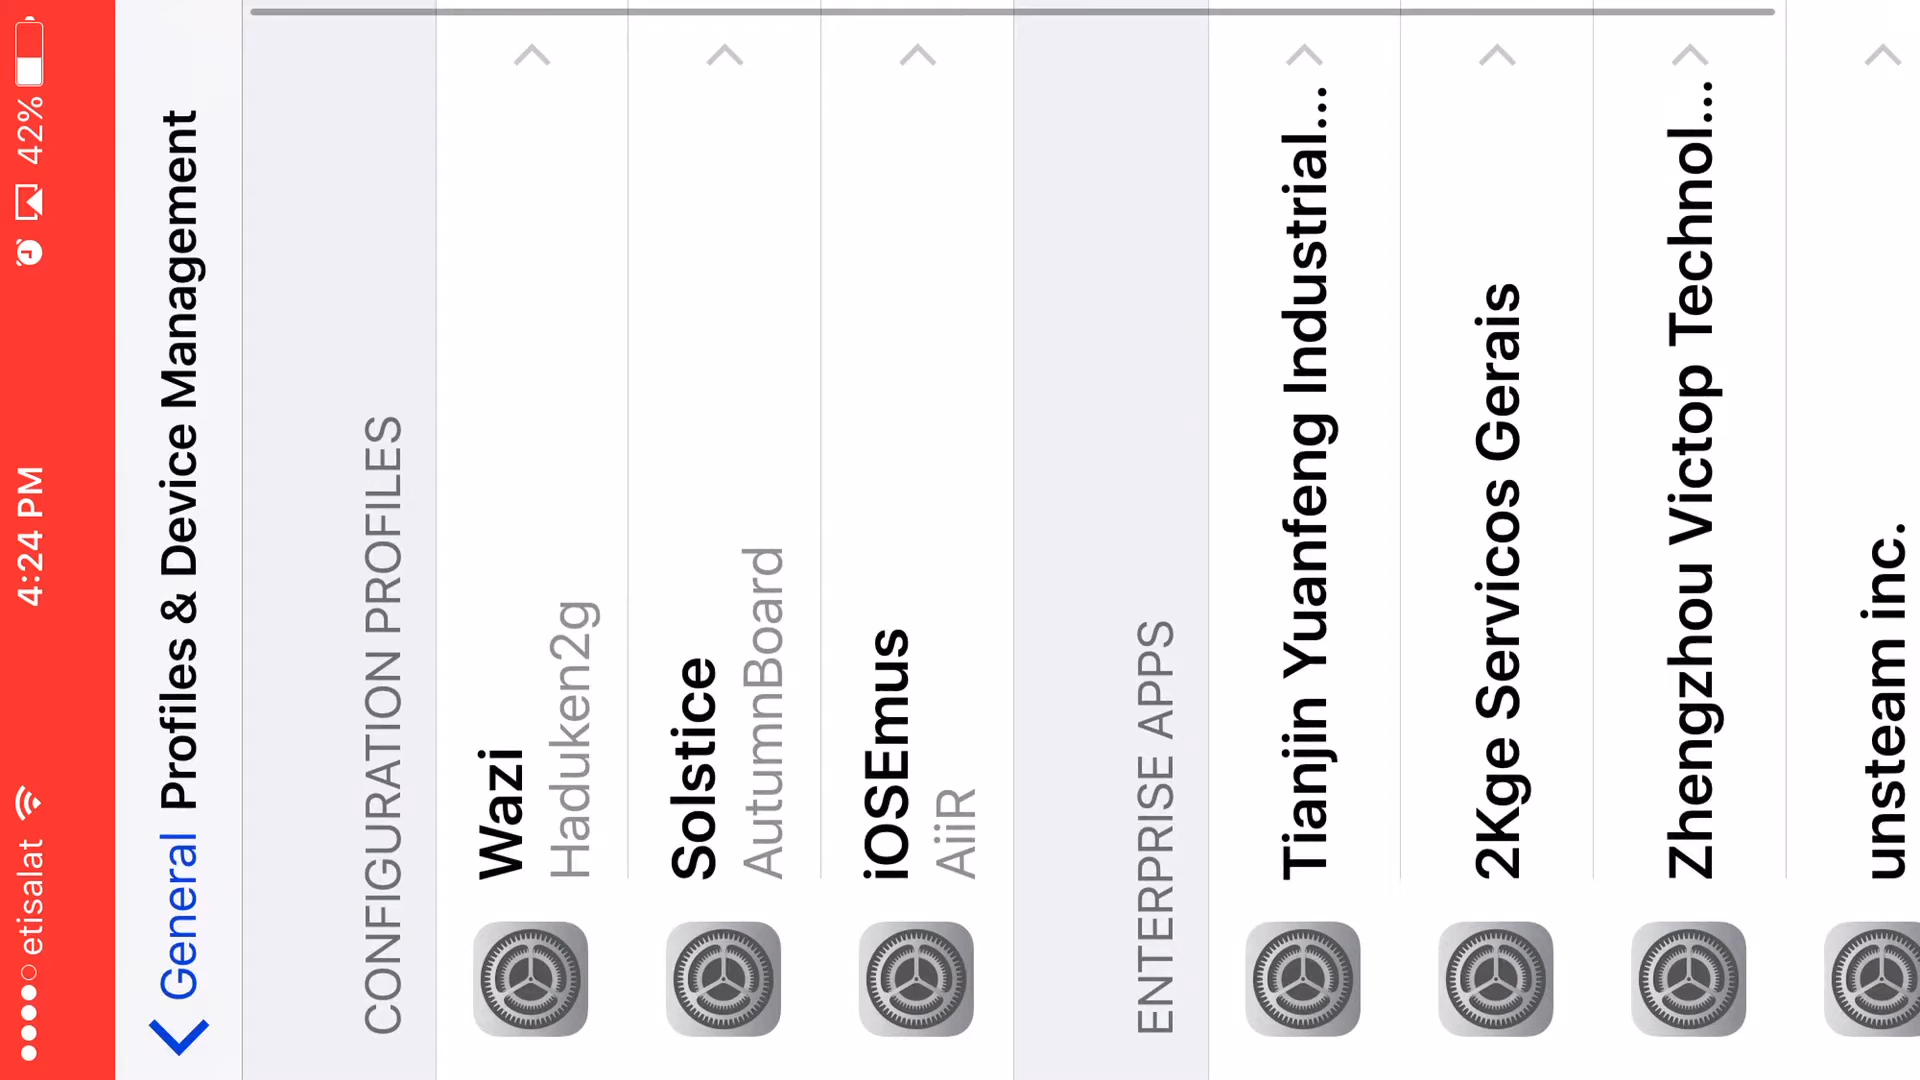 etisalat 4:24 PM 42%
General Profiles & Device Management
CONFIGURATION PROFILES
Wazi
Haduken2g
Solstice
AutumnBoard
iOSEmus
AiiR
ENTERPRISE APPS
Tianjin Yuanfeng Industrial...
2Kge Servicos Gerais
Zhengzhou Victop Technol...
unsteam inc.